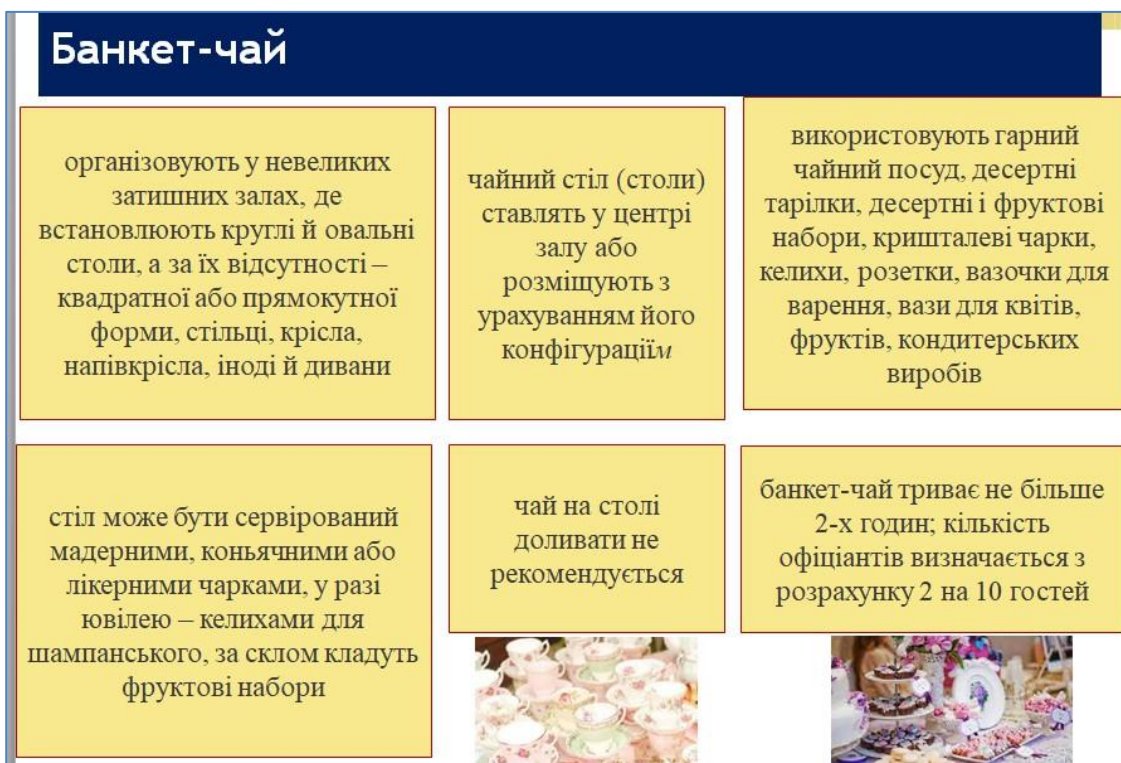 Банкет-чай
організовують у невеликих
затишних залах, де
встановлюють круглі й овальні
столи, а за їх відсутності –
квадратної або прямокутної
форми, стільці, крісла,
напівкрісла, іноді й дивани
чайний стіл (столи)
ставлять у центрі
залу або
розміщують з
урахуванням його
конфігураціїм
використовують гарний
чайний посуд, десертні
тарілки, десертні і фруктові
набори, кришталеві чарки,
келихи, розетки, вазочки для
варення, вази для квітів,
фруктів, кондитерських
виробів
стіл може бути сервірований
мадерними, коньячними або
лікерними чарками, у разі
ювілею – келихами для
шампанського, за склом кладуть
фруктові набори
чай на столі
доливати не
рекомендується
банкет-чай триває не більше
2-х годин; кількість
офіціантів визначається з
розрахунку 2 на 10 гостей